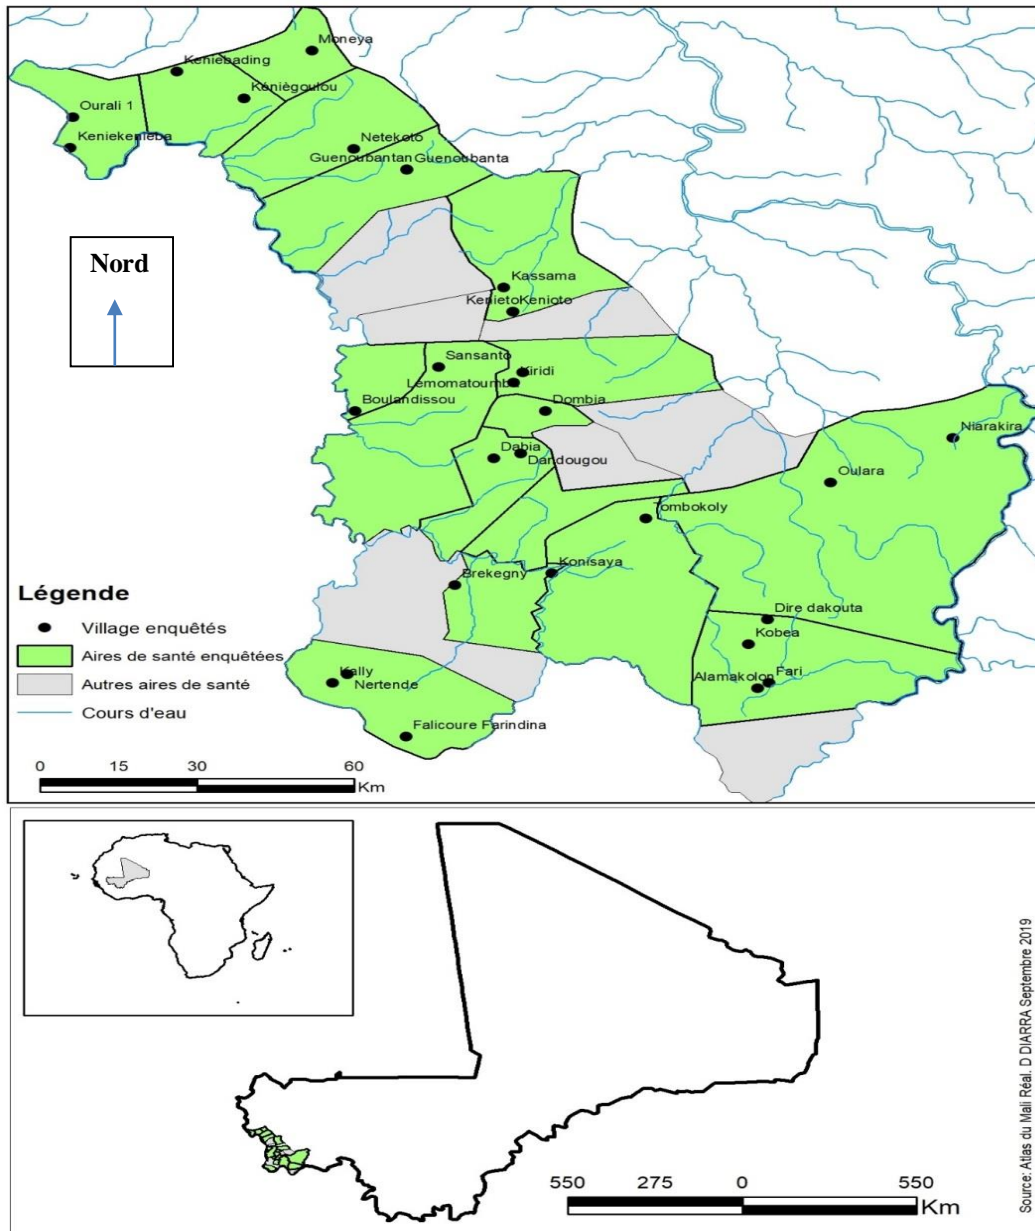 Moneya
Keniebading
Kéniégoulou
Ourali 1
Keniekenieba
Netekoto
Guenoubantan Guenoubanta
Nord
Kassama
KenietoKenioto
Sansanto
Kiridi
Lemomatoumb
Boulandissou
Dombia
Niarakira
Dabia
Dandougou
Oulara
Tombokoly
Brekegny
Konisaya
Légende
Village enquêtés
Aires de santé enquêtées
Autres aires de santé
Cours d'eau
Dire dakouta
Kobea
Kally
Nertende
Alamakolon
Fari
Falicoure Farindina
0 15 30 60
Km
550 275 0 550
Km
Source: Atlas du Mali Réal. D DIARRA Septembre 2019